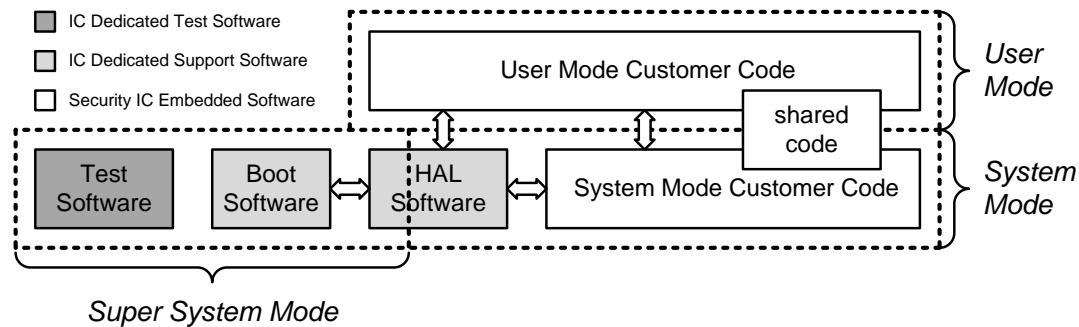 IC Dedicated Test Software
IC Dedicated Support Software
Security IC Embedded Software
User Mode Customer Code
User
Mode
shared
code
Test
Software
Boot
Software
HAL
Software
System Mode Customer Code
System
Mode
Super System Mode